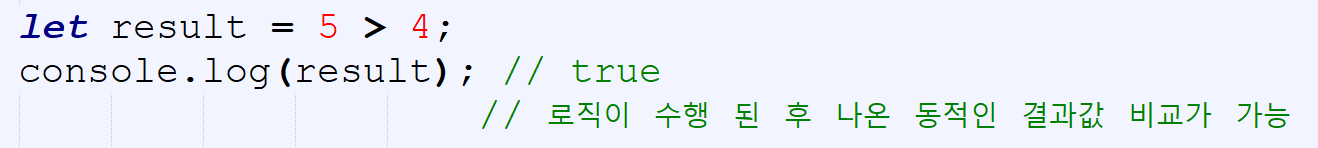 let result = 5 > 4;
console.log(result); // true
// 로직이 수행 된 후 나온 동적인 결과값 비교가 가능